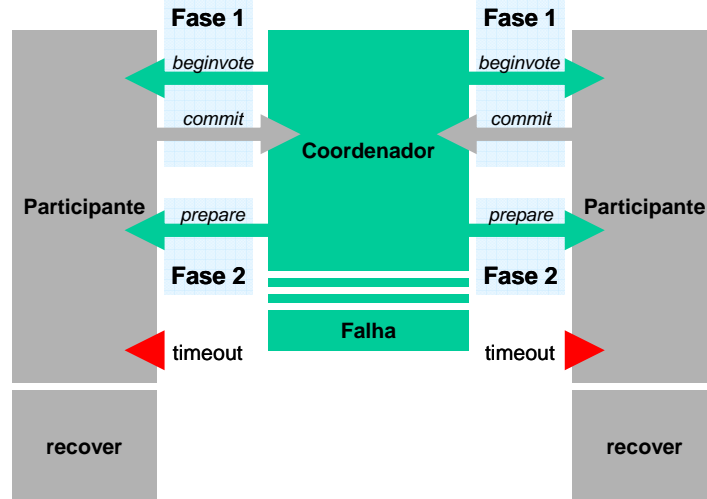 Fase 1
Fase 1
beginvote
beginvote
commit
commit
Coordenador
Participante
Participante
prepare
prepare
Fase 2
Fase 2
Falha
timeout
timeout
recover
recover